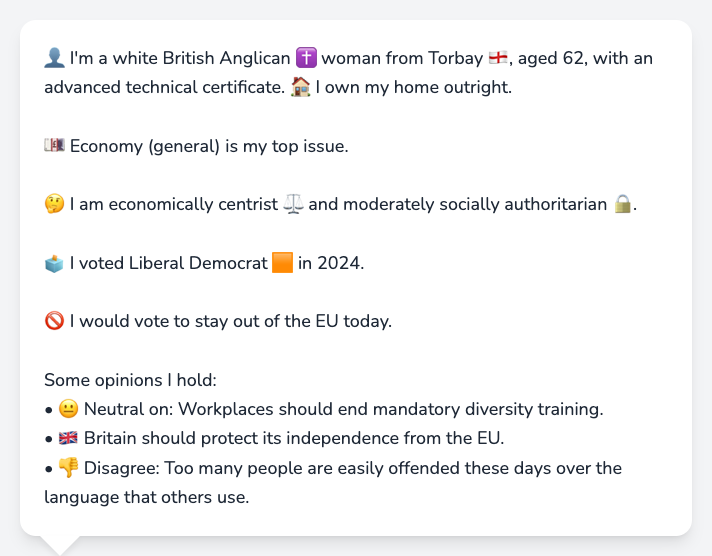 👤 I'm a white British Anglican ✝️ woman from Torbay 🏴󠁧󠁢󠁥󠁮󠁧󠁿, aged 62, with an
advanced technical certificate. 🏠 I own my home outright.
💷 Economy (general) is my top issue.
🤔 I am economically centrist ⚖️ and moderately socially authoritarian 🔒.
🗳️ I voted Liberal Democrat 🟧 in 2024.
🚫 I would vote to stay out of the EU today.
Some opinions I hold:
• 😐 Neutral on: Workplaces should end mandatory diversity training.
• 🇬🇧 Britain should protect its independence from the EU.
• 👎 Disagree: Too many people are easily offended these days over the
language that others use.